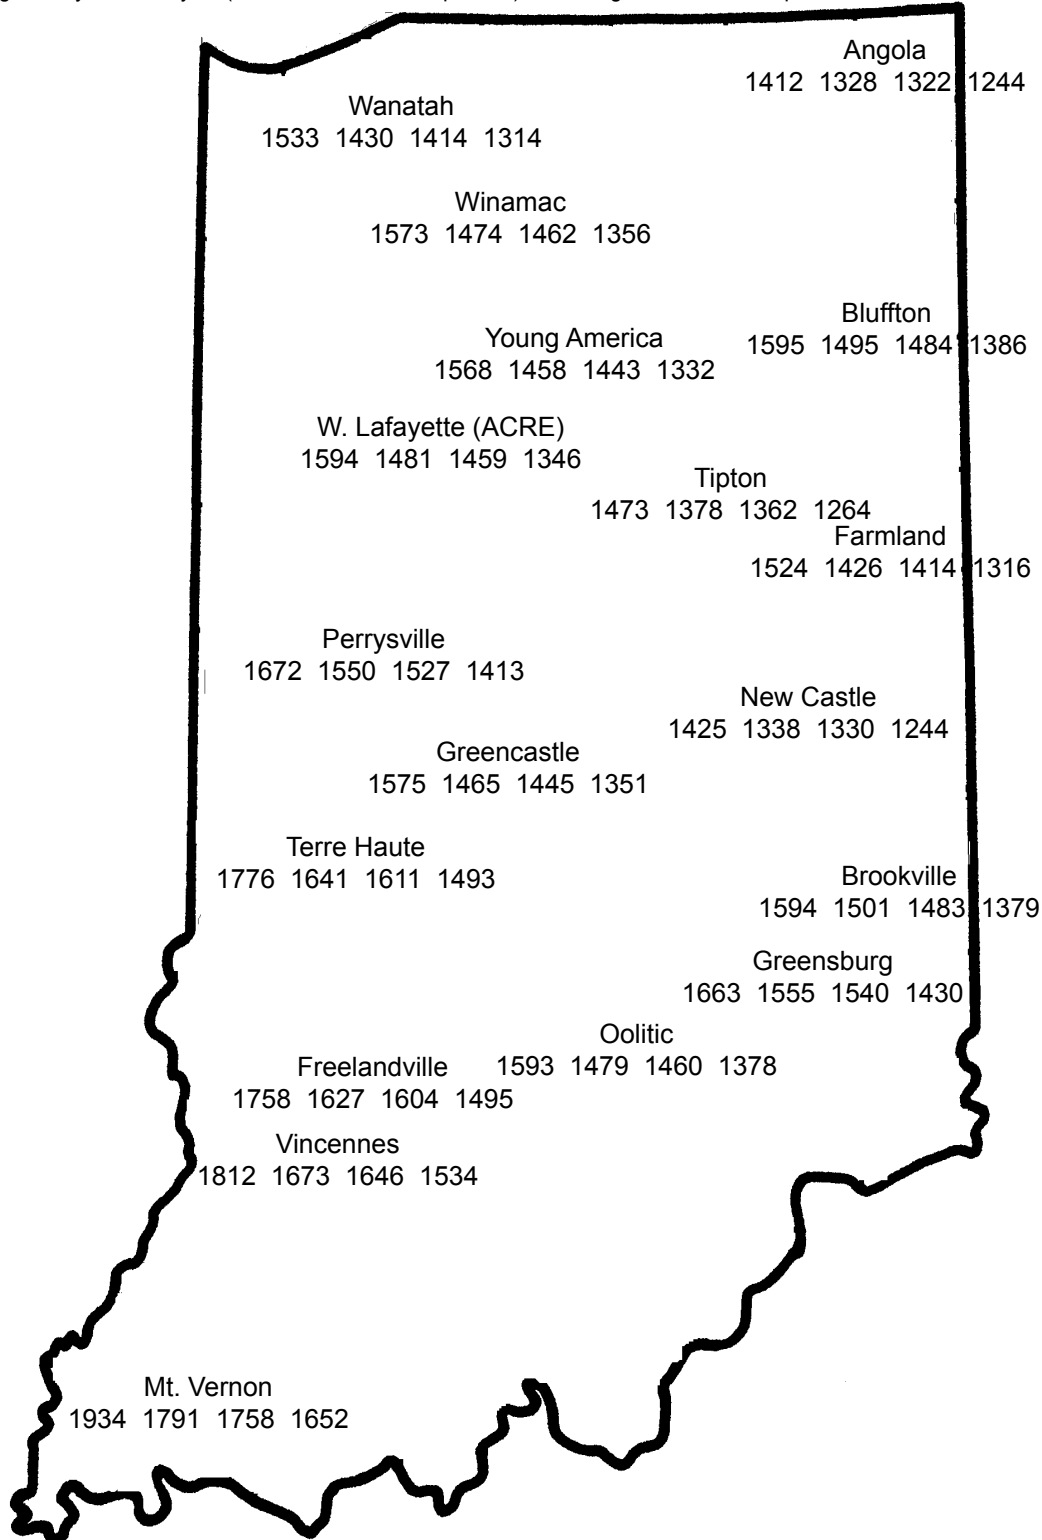 Angola
1412 1328 1322 1244
Wanatah
1533 1430 1414 1314
Winamac
1573 1474 1462 1356
Bluffton
1595 1495 1484 1386
Young America
1568 1458 1443 1332
W. Lafayette (ACRE)
1594 1481 1459 1346
Tipton
1473 1378 1362 1264
Farmland
1524 1426 1414 1316
Perrysville
1672 1550 1527 1413
New Castle
1425 1338 1330 1244
Greencastle
1575 1465 1445 1351
Terre Haute
1776 1641 1611 1493
Brookville
1594 1501 1483 1379
Greensburg
1663 1555 1540 1430
Oolitic
1593 1479 1460 1378
Freelandville
1758 1627 1604 1495
Vincennes
1812 1673 1646 1534
Mt. Vernon
1934 1791 1758 1652